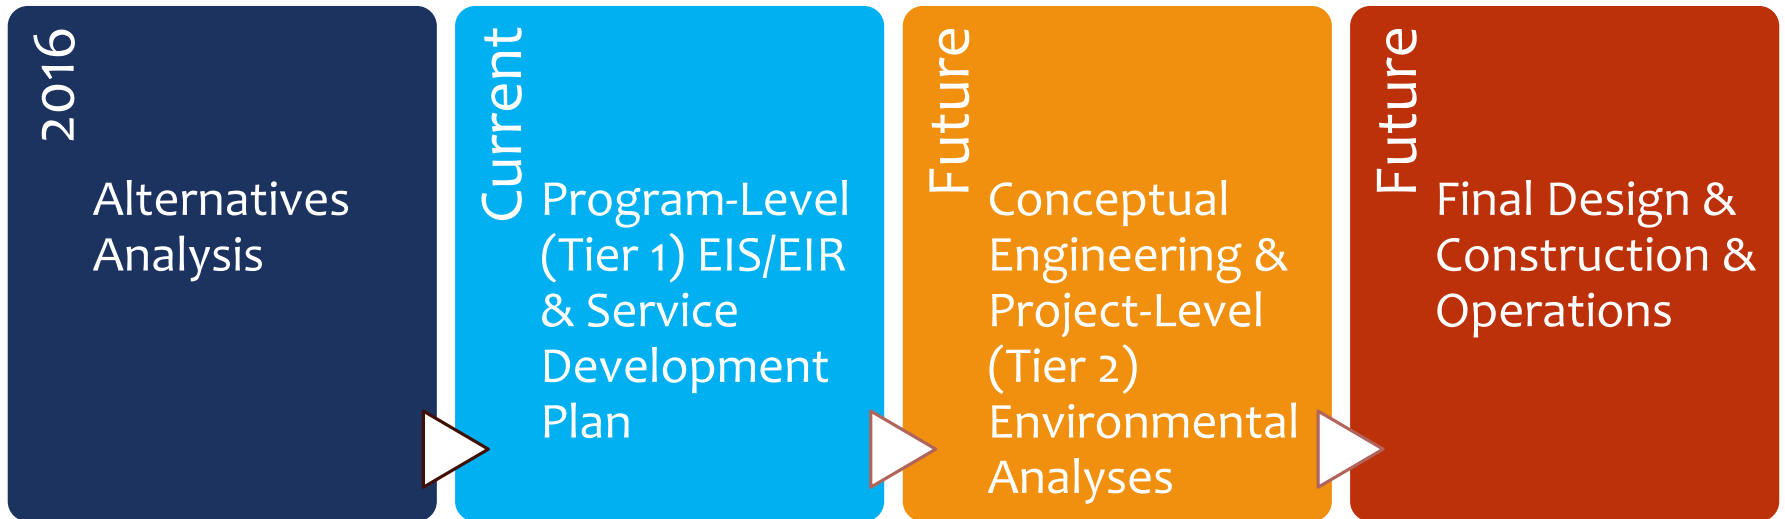 2016
Alternatives
Analysis
Current
Program-Level
(Tier 1) EIS/EIR
& Service
Development
Plan
Future
Conceptual
Engineering &
Project-Level
(Tier 2)
Environmental
Analyses
Future
Final Design &
Construction &
Operations